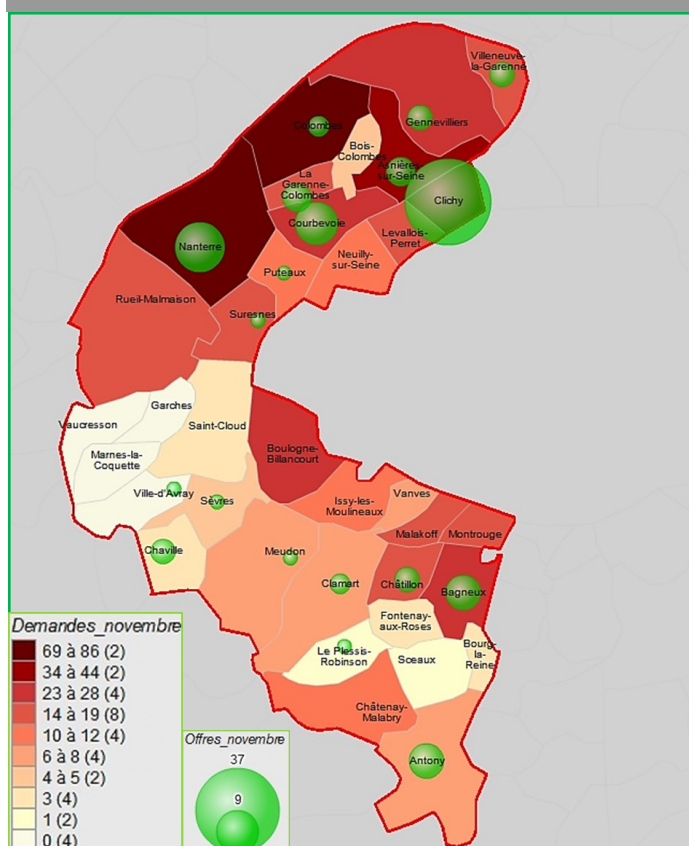 Villeneuve-
la-Garenne
Gennevilliers
Colombes
Bois-
Colombes
Asnières
sur-Seine
La
Garenne-
Colombes
Clichy
Courbevoie
Levallois-
Perret
Nanterre
Neuilly-
sur-Seine
Puteaux
Rueil-Malmaison
Suresnes
Garches
Vaucresson
Saint-Cloud
Marnes-la-
Coquette
Boulogne-
Billancourt
Ville-d'Avray
Sèvres
Issy-les-
Moulineaux
Vanves
Malakoff
Montrouge
Chaville
Meudon
Clamart
Châtillon
Bagneux
Fontenay-
aux-Roses
Le Plessis-
Robinson
Sceaux
Bourg-
la-
Reine
Châtenay-
Malabry
Antony
Demandes_novembre
69 à 86 (2)
34 à 44 (2)
23 à 28 (4)
14 à 19 (8)
10 à 12 (4)
6 à 8 (4)
4 à 5 (2)
3 (4)
1 (2)
0 (4)
Offres_novembre
37
9